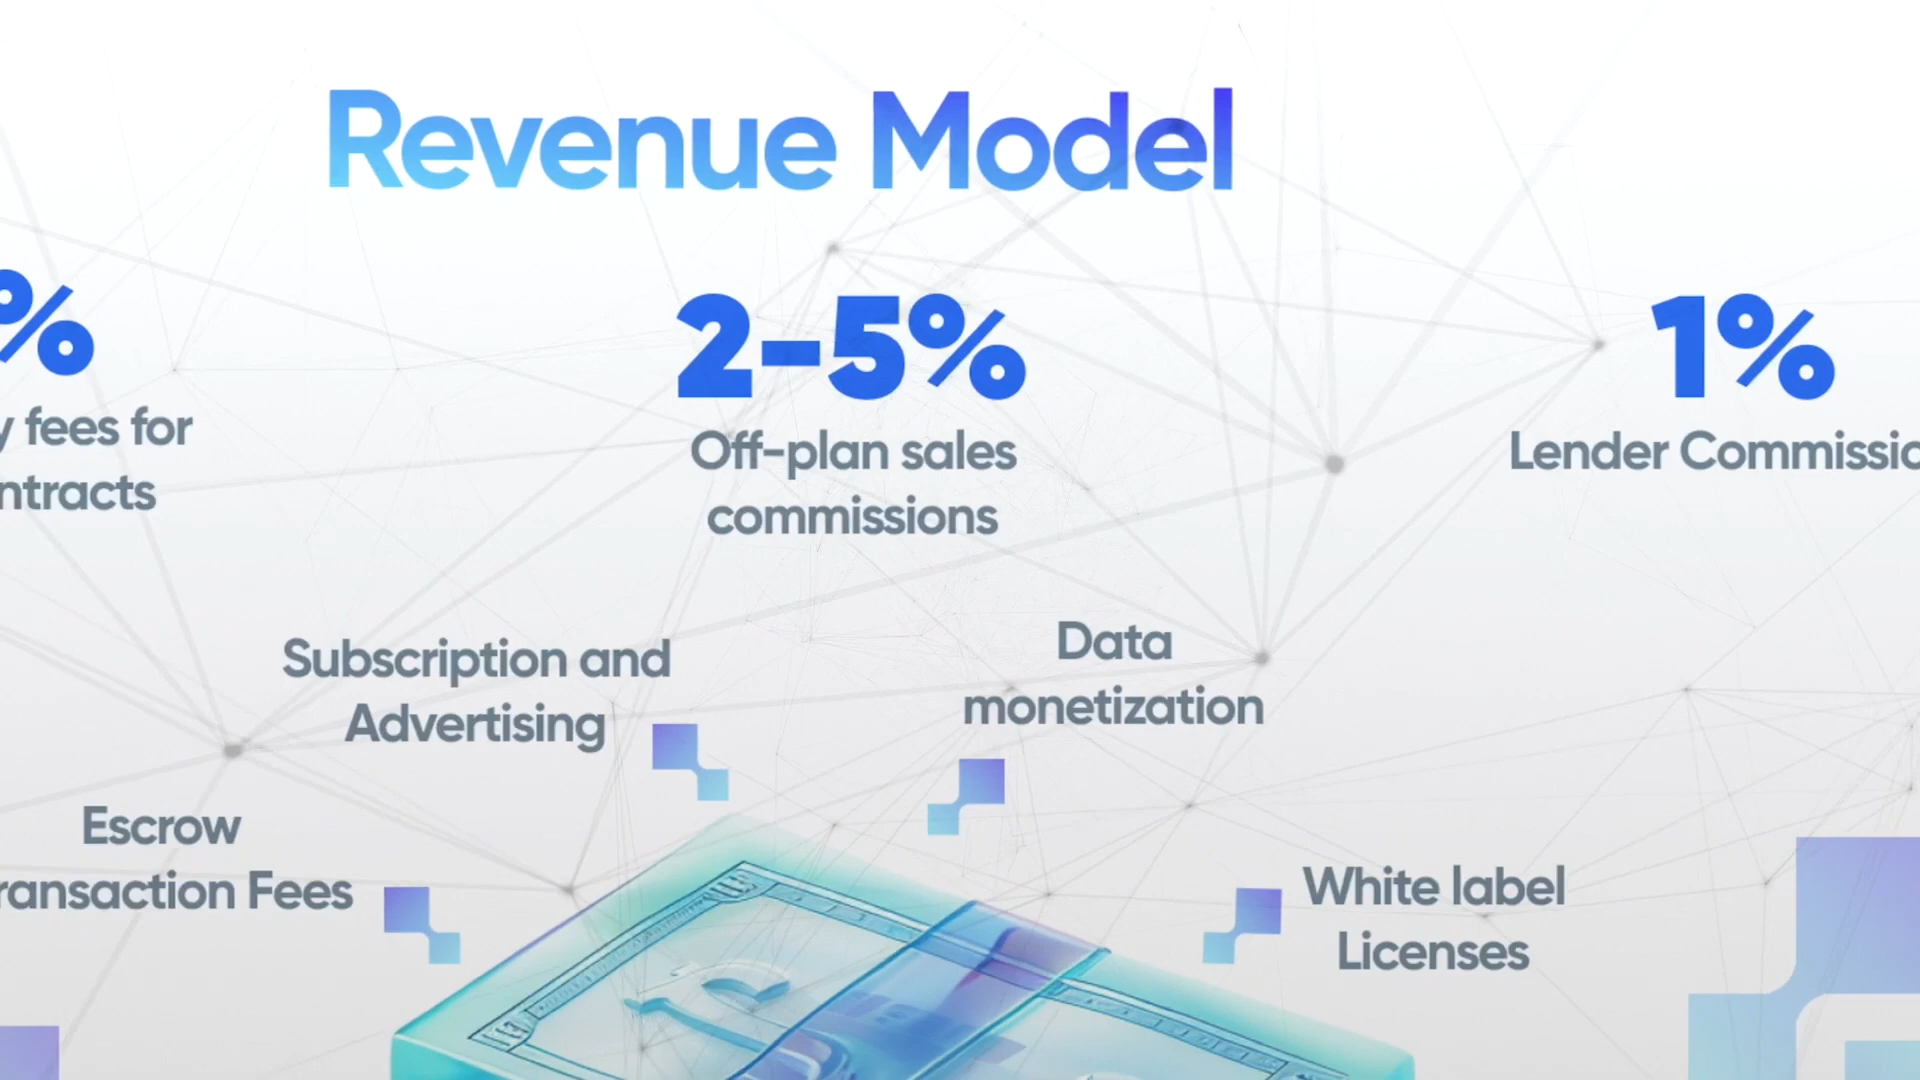 Revenue Model
%
y fees for
ntracts
2-5%
Off-plan sales
commissions
1%
Lender Commissio
Subscription and
Advertising
Data
monetization
Escrow
ransaction Fees
White label
Licenses